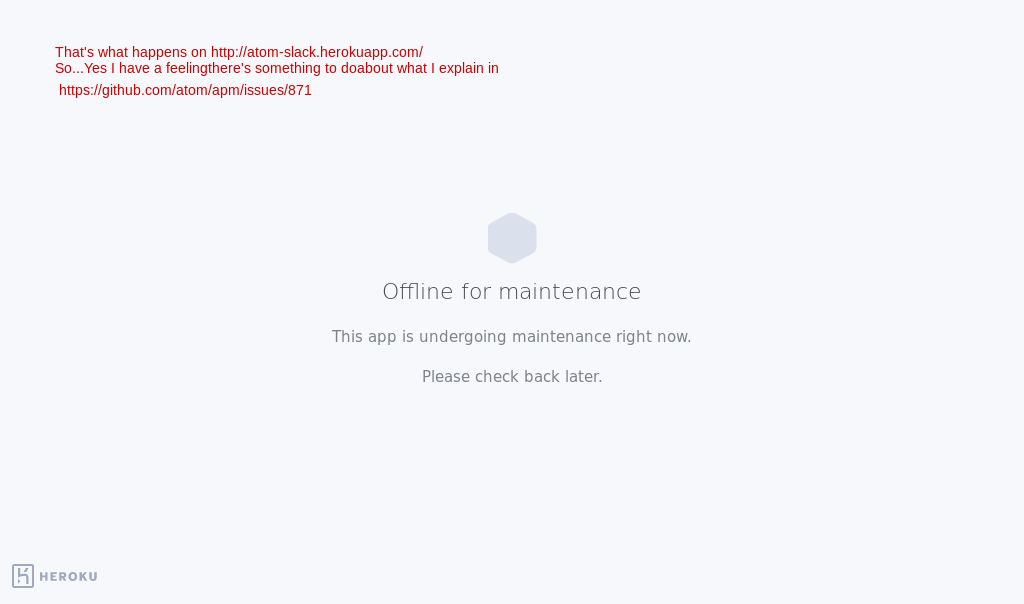 That's what happens on http://atom-slack.herokuapp.com/
So...Yes I have a feelingthere's something to doabout what I explain in
https://github.com/atom/apm/issues/871
Offline for maintenance
This app is undergoing maintenance right now.
Please check back later.
HEROKU